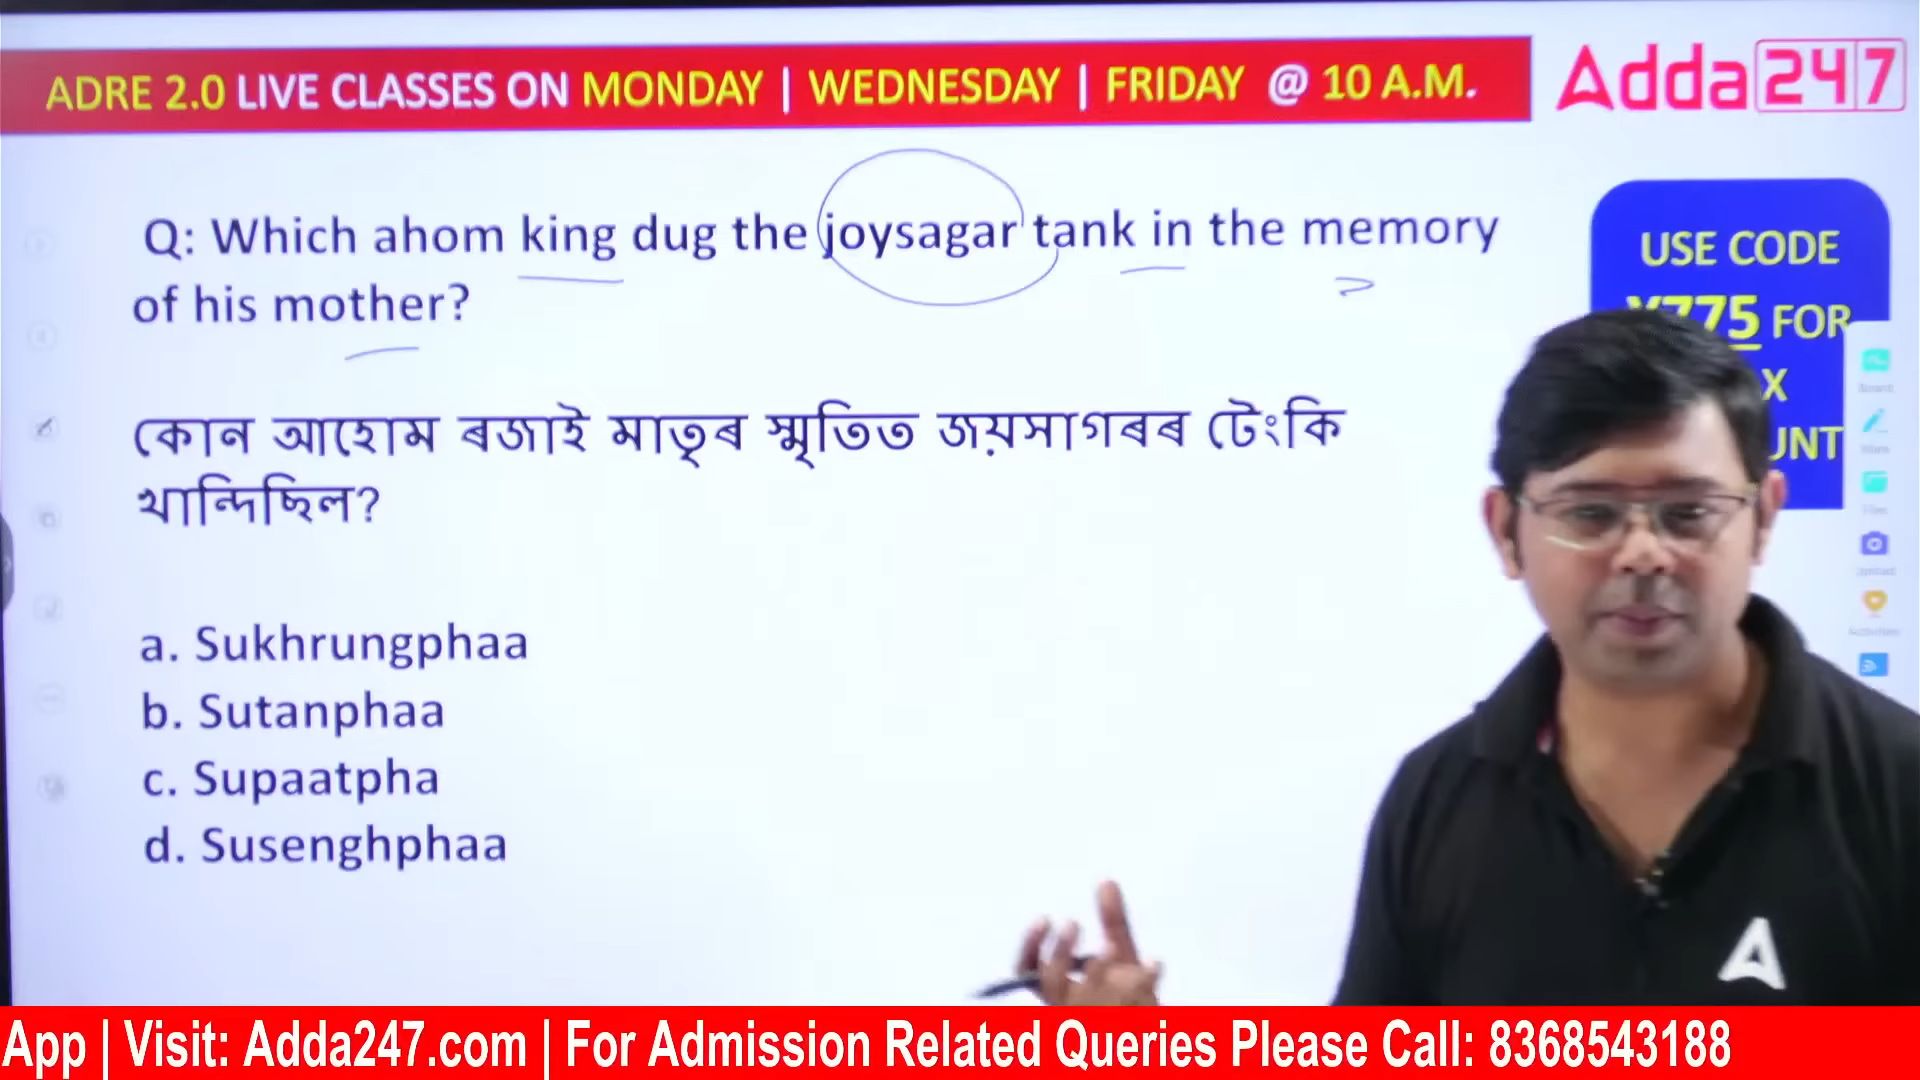 ADRE 2.0 LIVE CLASSES ON MONDAY | WEDNESDAY | FRIDAY @ 10 A.M.
Adda247
Q: Which ahom king dug the joysagar tank in the memory
of his mother?
কোন আহোম ৰজাই মাতৃৰ স্মৃতিত জয়সাগৰৰ টেংকি
খান্দিছিল?
a. Sukhrungphaa
b. Sutanphaa
c. Supaatpha
d. Susenghphaa
USE CODE
Y775 FOR
X
UNT
App | Visit: Adda247.com | For Admission Related Queries Please Call: 8368543188